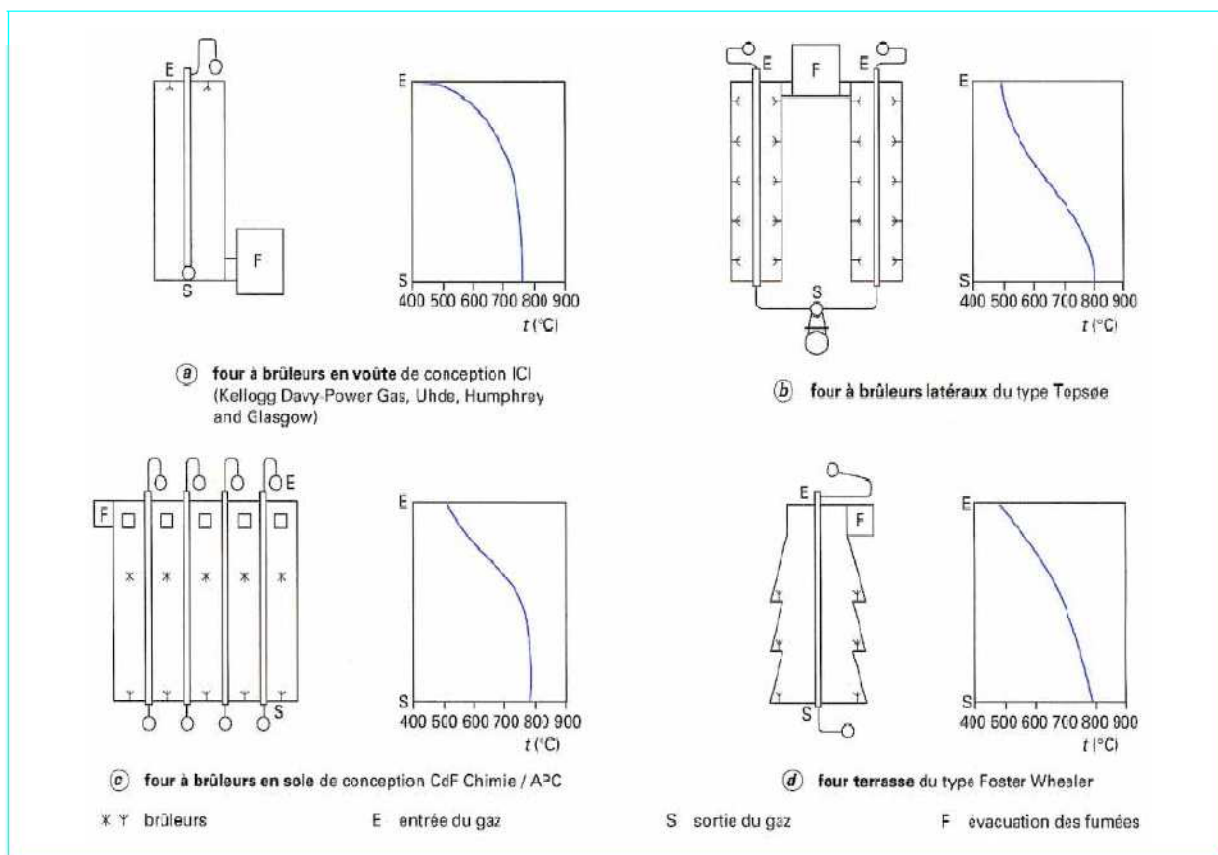 E
F
S
E
S
400 500 600 700 800 900
t (°C)
ⓐ four à brûleurs en voûte de conception ICI
(Kellogg Davy-Power Gas, Uhde, Humphrey
and Glasgow)
E
F
E
S
E
S
400 500 600 700 800 900
t (°C)
ⓑ four à brûleurs latéraux du type Topsøe
E
F
S
E
S
400 500 600 700 800 900
t (°C)
ⓒ four à brûleurs en sole de conception CdF Chimie / APC
E
F
S
E
S
400 500 600 700 800 900
t (°C)
ⓓ four terrasse du type Foster Wheeler
brûleurs E entrée du gaz S sortie du gaz F évacuation des fumées